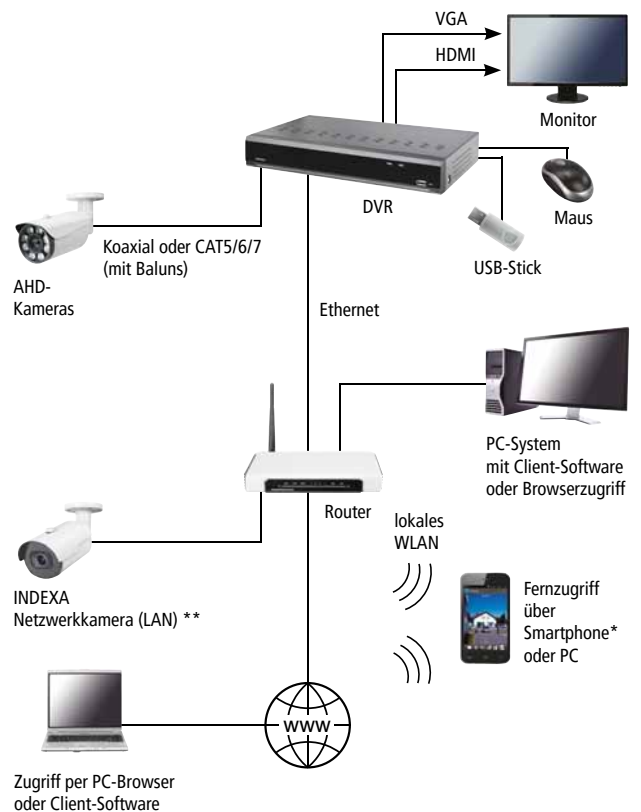 VGA
HDMI
Monitor
DVR
Maus
USB-Stick
Koaxial oder CAT5/6/7
(mit Baluns)
AHD-
Kameras
Ethernet
PC-System
mit Client-Software
oder Browserzugriff
Router
lokales
WLAN
INDEXA
Netzwerkkamera (LAN) **
Fernzugriff
über
Smartphone*
oder PC
www
Zugriff per PC-Browser
oder Client-Software